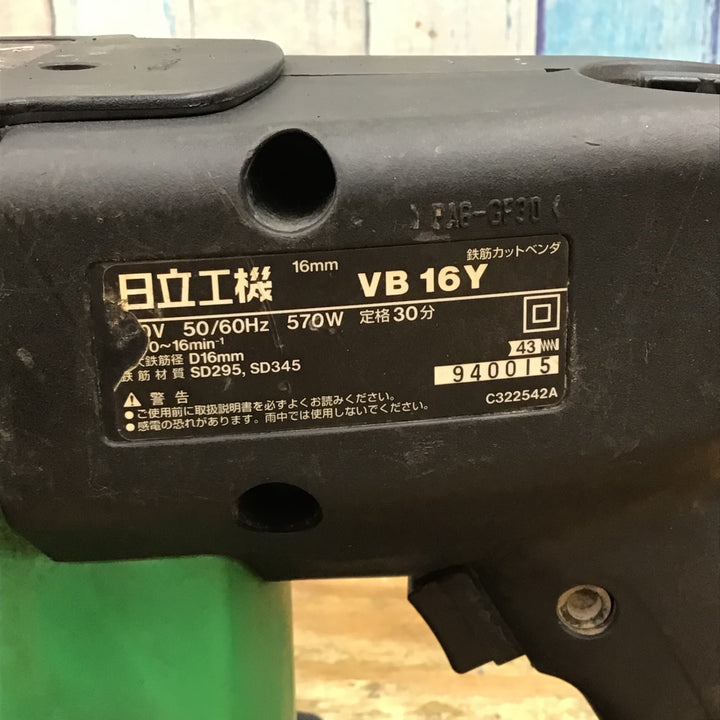 >PA6-GF30<
16mm 鉄筋カットベンダ
日立工機 VB 16Y
0V 50/60Hz 570W 定格30分
0~16min⁻¹
鉄筋径 D16mm
鉄筋材質 SD295, SD345
43
940015
警告
●ご使用前に取扱説明書を必ずよくお読みください。
●感電の恐れがあります。雨中では使用しないでください。
C322542A